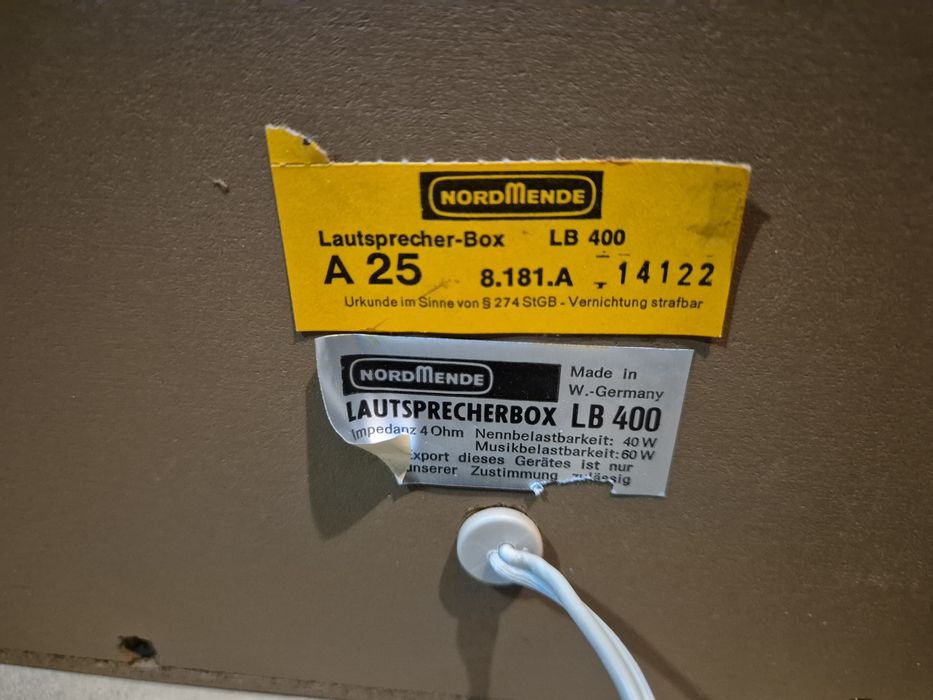 NORDMENDE
Lautsprecher-Box LB 400
A 25 8.181.A 14122
Urkunde im Sinne von § 274 StGB - Vernichtung strafbar
NORDMENDE
Made in
W.-Germany
LAUTSPRECHERBOX LB 400
Impedanz 4 Ohm Nennbelastbarkeit: 40 W
Musikbelastbarkeit: 60 W
xport dieses Gerätes ist nur
unserer Zustimmung zulässig